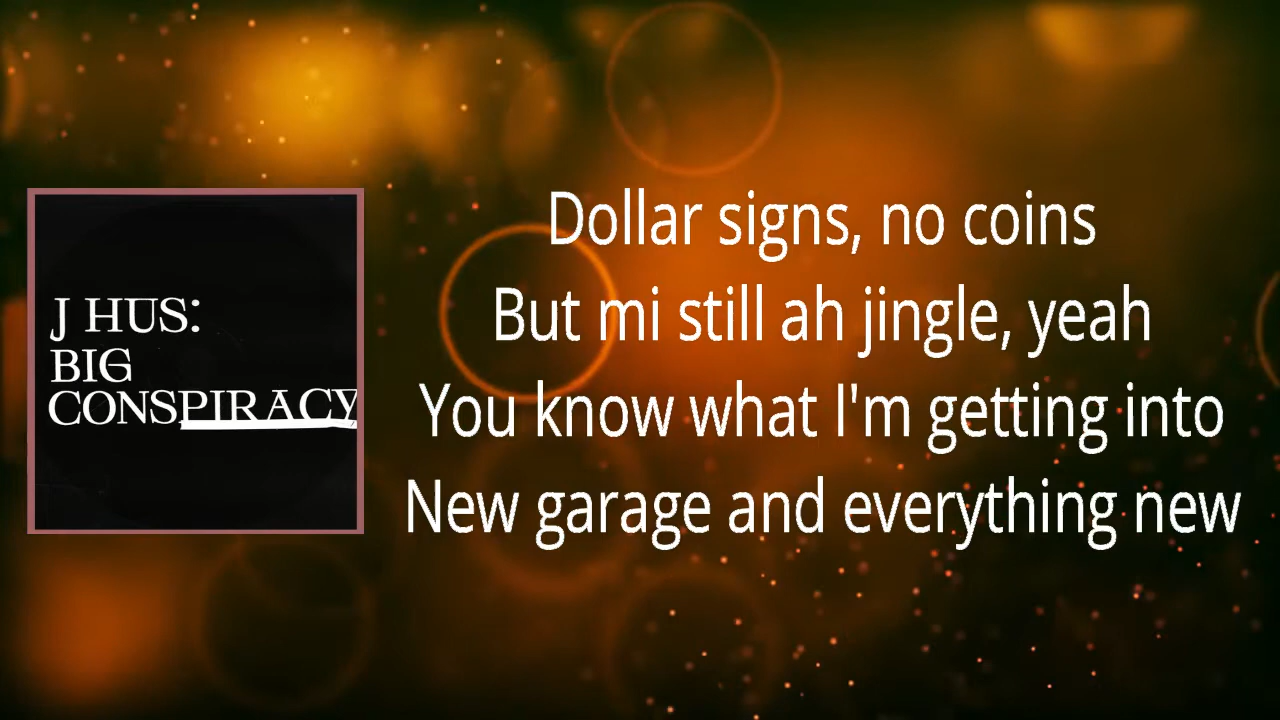 J HUS:
BIG
CONSPIRACY
Dollar signs, no coins
But mi still ah jingle, yeah
You know what I'm getting into
New garage and everything new